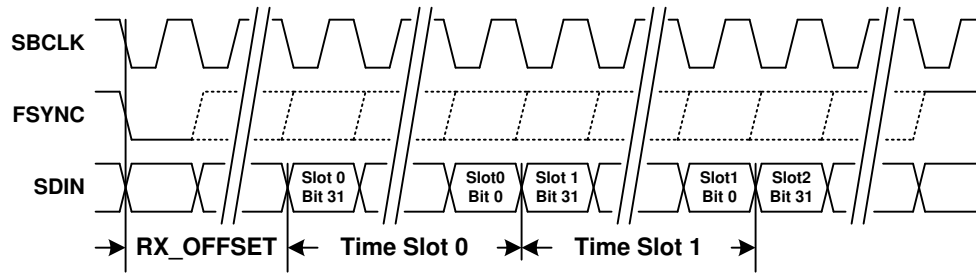 SBCLK
FSYNC
SDIN
Slot 0
Bit 31
Slot0
Bit 0
Slot 1
Bit 31
Slot1
Bit 0
Slot2
Bit 31
RX_OFFSET
Time Slot 0
Time Slot 1